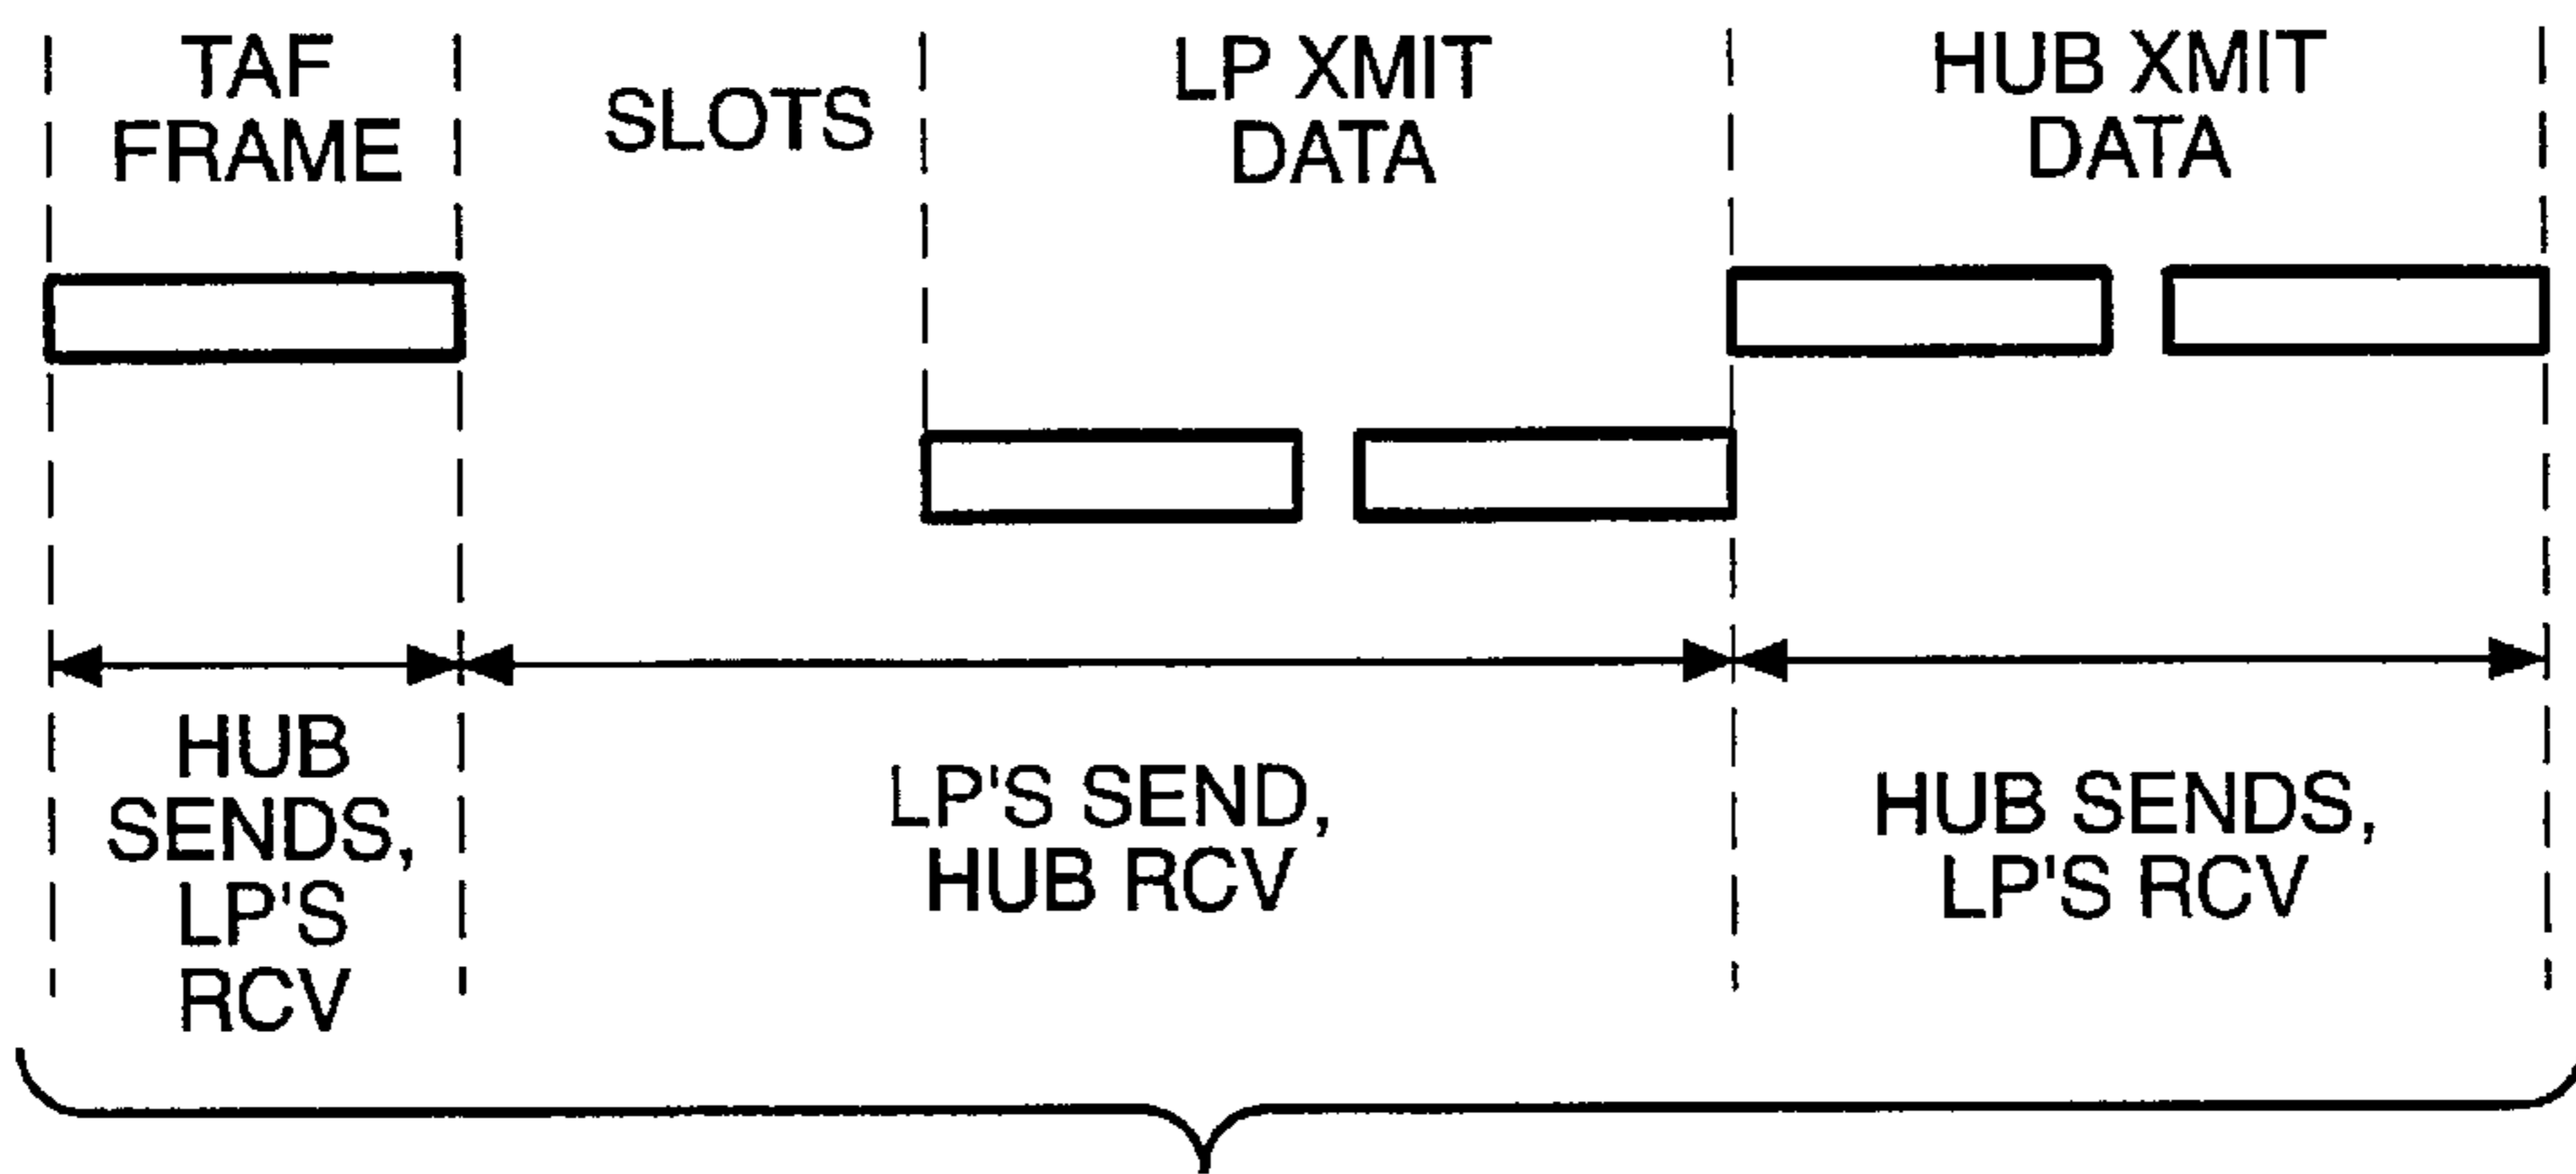 TAF
FRAME
SLOTS
LP XMIT
DATA
HUB XMIT
DATA
HUB
SENDS,
LP'S
RCV
LP'S SEND,
HUB RCV
HUB SENDS,
LP'S RCV